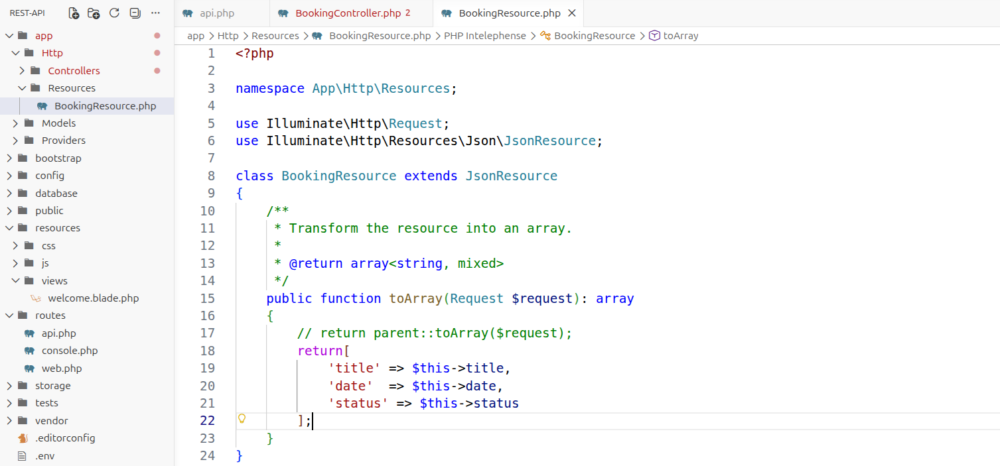 REST-API
api.php
BookingController.php 2
BookingResource.php
app > Http > Resources > BookingResource.php > PHP Intelephense > BookingResource > toArray
app
Http
Controllers
Resources
BookingResource.php
Models
Providers
bootstrap
config
database
public
resources
css
js
views
welcome.blade.php
routes
api.php
console.php
web.php
storage
tests
vendor
.editorconfig
.env
1 <?php
2
3 namespace App\Http\Resources;
4
5 use Illuminate\Http\Request;
6 use Illuminate\Http\Resources\Json\JsonResource;
7
8 class BookingResource extends JsonResource
9 {
10     /**
11      * Transform the resource into an array.
12      *
13      * @return array<string, mixed>
14      */
15     public function toArray(Request $request): array
16     {
17         // return parent::toArray($request);
18         return[
19             'title' => $this->title,
20             'date'  => $this->date,
21             'status' => $this->status
22         ];
23     }
24 }